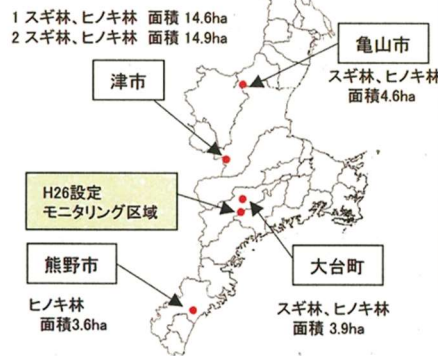 1 スギ林、ヒノキ林 面積 14.6ha
2 スギ林、ヒノキ林 面積 14.9ha
亀山市
スギ林、ヒノキ林
面積4.6ha
津市
H26設定
モニタリング区域
熊野市
大台町
ヒノキ林
面積3.6ha
スギ林、ヒノキ林
面積 3.9ha